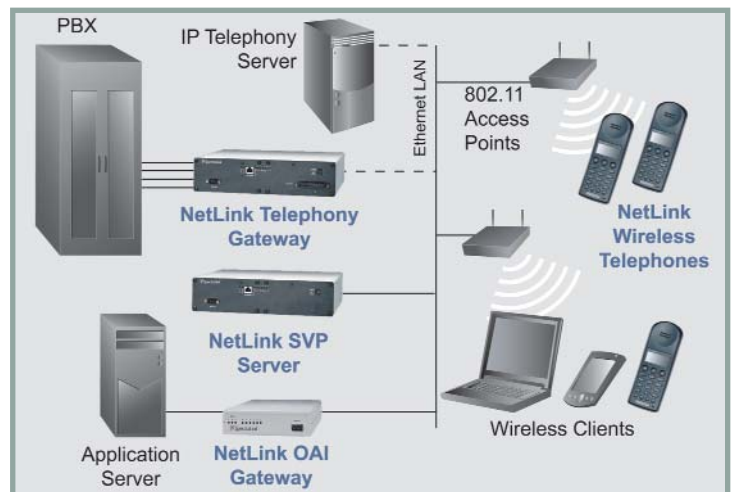 PBX
IP Telephony
Server
Ethernet LAN
802.11
Access
Points
NetLink Telephony
Gateway
NetLink
Wireless
Telephones
NetLink SVP
Server
Application
Server
NetLink OAI
Gateway
Wireless Clients